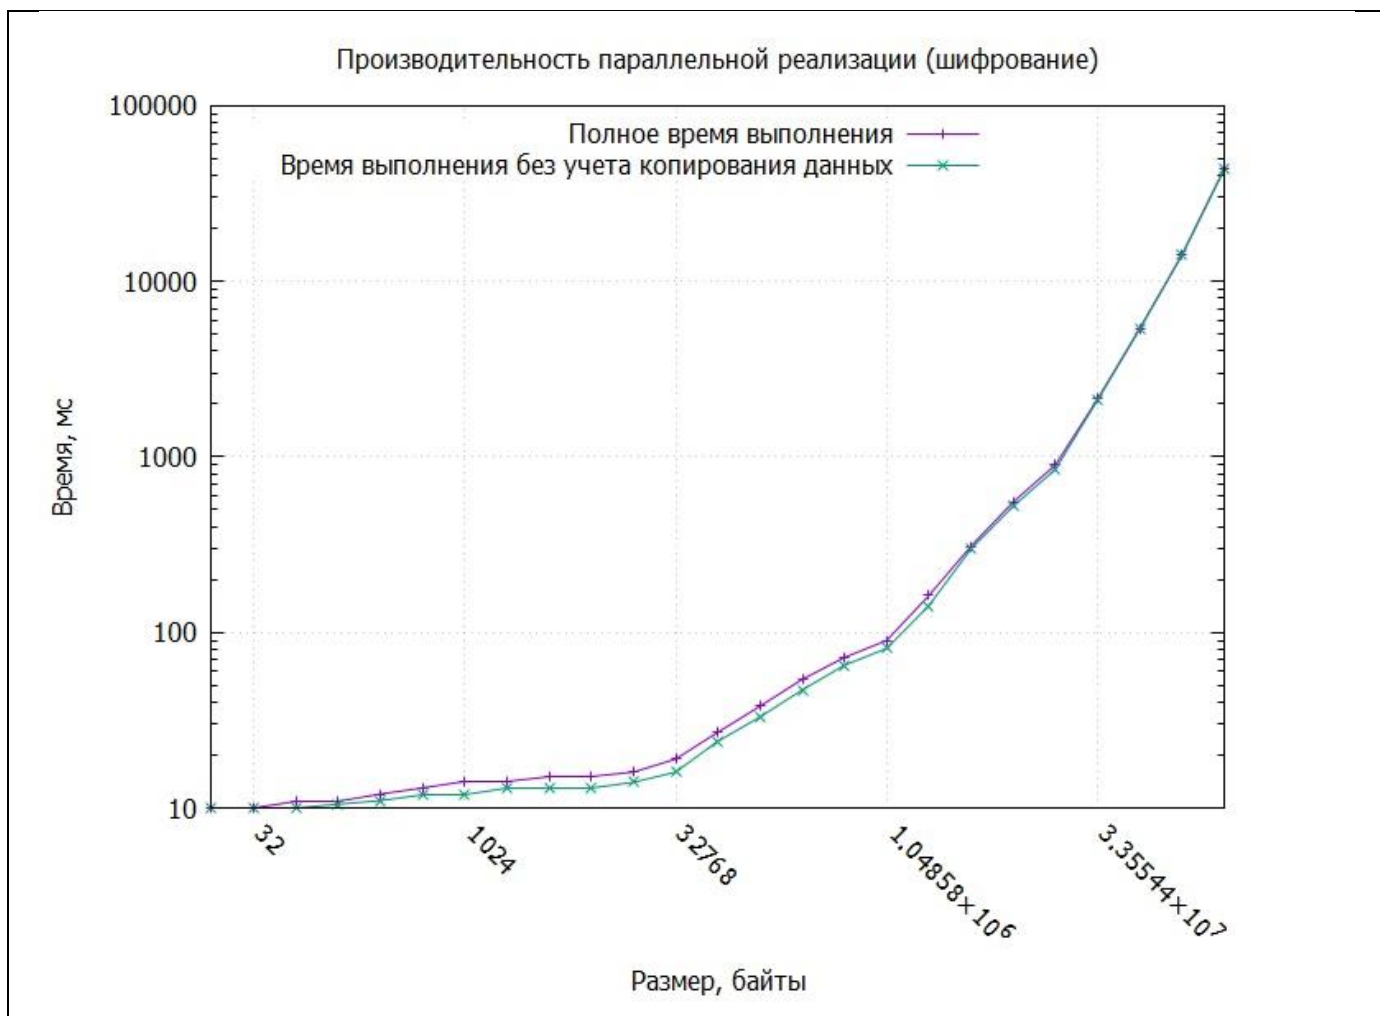 Производительность параллельной реализации (шифрование)
100000
Полное время выполнения
Время выполнения без учета копирования данных
10000
1000
100
10
Время, мс
32
1024
32768
1.04858×10⁶
3.35544×10⁷
Размер, байты